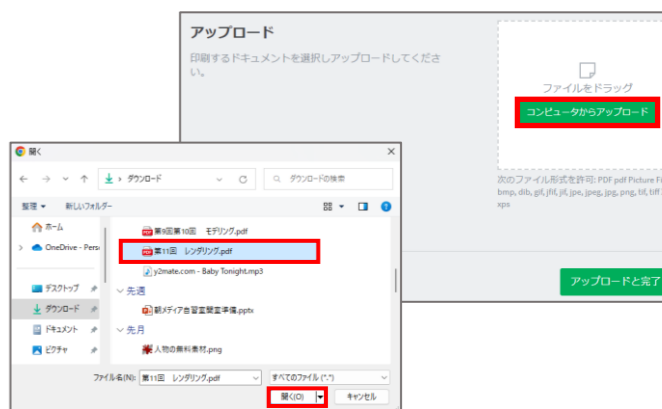 アップロード
印刷するドキュメントを選択しアップロードしてくださ
い。
ファイルをドラッグ
コンピュータからアップロード
次のファイル形式を許可: PDF pdf Picture Fi
bmp, dib, gif, jfif, jif, jpe, jpeg, jpg, png, tif, tiff
xps
アップロードと完了
開く
ダウンロード
ダウンロードの検索
整理
新しいフォルダー
ホーム
OneDrive - Pers
デスクトップ
ダウンロード
ドキュメント
ピクチャ
第9回第10回 モデリング.pdf
第11回 レンダリング.pdf
y2mate.com - Baby Tonight.mp3
先週
朝メディア自習室開室準備.pptx
先月
人物の無料素材.png
ファイル名(N): 第11回 レンダリング.pdf
すべてのファイル (*.*)
開く(O)
キャンセル